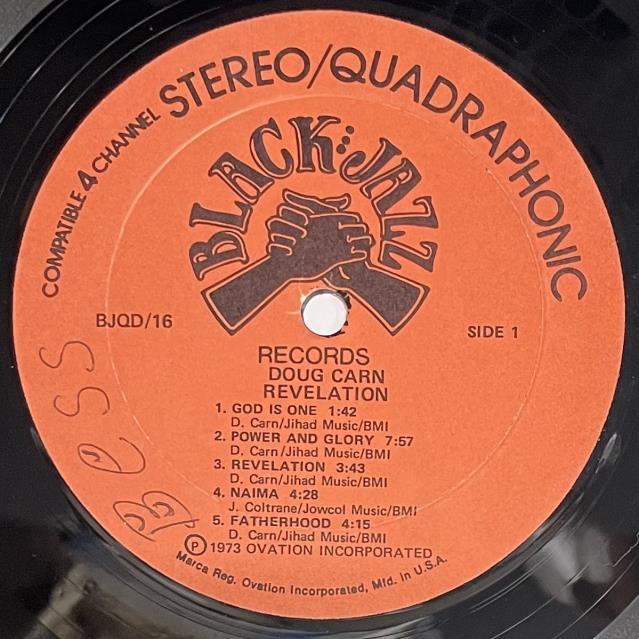 COMPATIBLE 4 CHANNEL STEREO/QUADRAPHONIC
BLACK JAZZ
BJQD/16
SIDE 1
RECORDS
DOUG CARN
REVELATION
1. GOD IS ONE 1:42
D. Carn/Jihad Music/BMI
2. POWER AND GLORY 7:57
D. Carn/Jihad Music/BMI
3. REVELATION 3:43
D. Carn/Jihad Music/BMI
4. NAIMA 4:28
J. Coltrane/Jowcol Music/BMI
5. FATHERHOOD 4:15
D. Carn/Jihad Music/BMI
Ⓟ 1973 OVATION INCORPORATED
Marca Reg. Ovation Incorporated, Mfd. in U.S.A.
Bess